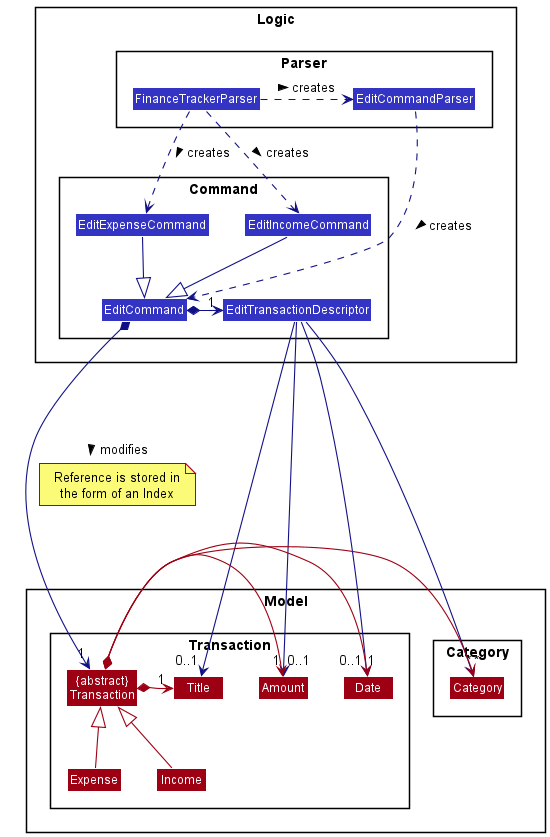 Logic
Parser
FinanceTrackerParser
creates
EditCommandParser
creates
creates
Command
EditExpenseCommand
EditIncomeCommand
creates
EditCommand
1
EditTransactionDescriptor
modifies
Reference is stored in
the form of an Index
Model
Transaction
Category
1
0..1
1
0..1
0..1
1
{abstract}
Transaction
1
Title
Amount
Date
Category
Expense
Income